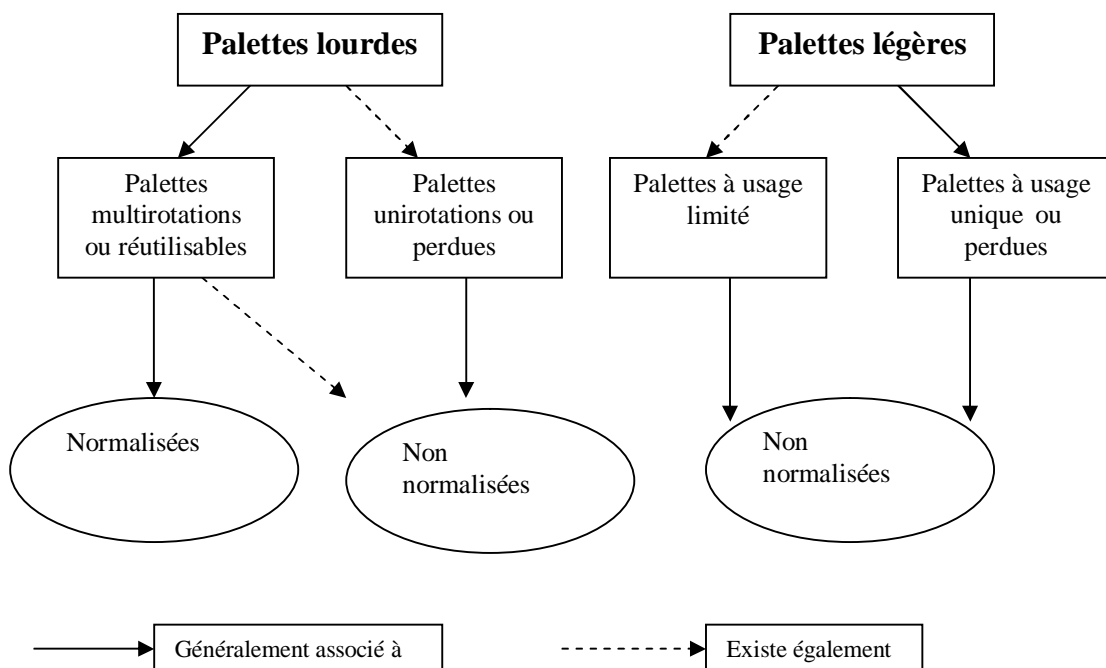 Palettes lourdes
Palettes légères
Palettes
multirotations
ou réutilisables
Palettes
unirotations ou
perdues
Palettes à usage
limité
Palettes à usage
unique ou
perdues
Normalisées
Non
normalisées
Non
normalisées
Généralement associé à
Existe également